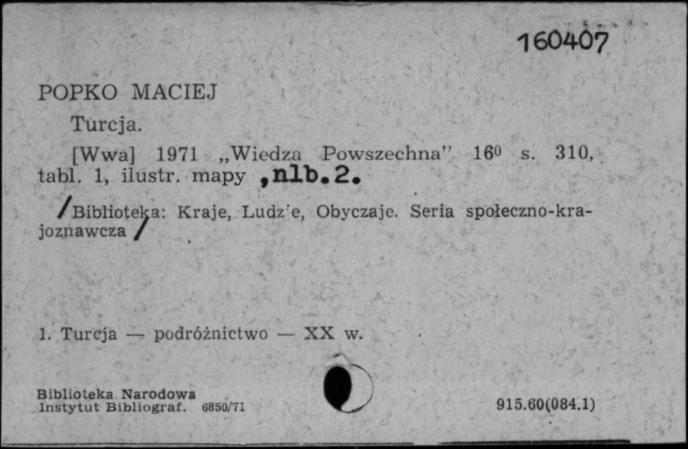 160407
POPKO MACIEJ
Turcja.
[Wwa] 1971 „Wiedza Powszechna” 16⁰ s. 310,
tabl. 1, ilustr. mapy , nlb. 2.
/Biblioteka: Kraje, Ludz'e, Obyczaje. Seria społeczno-kra-
joznawcza /
1. Turcja — podróżnictwo — XX w.
Biblioteka Narodowa
Instytut Bibliograf. 6850/71
915.60(084.1)